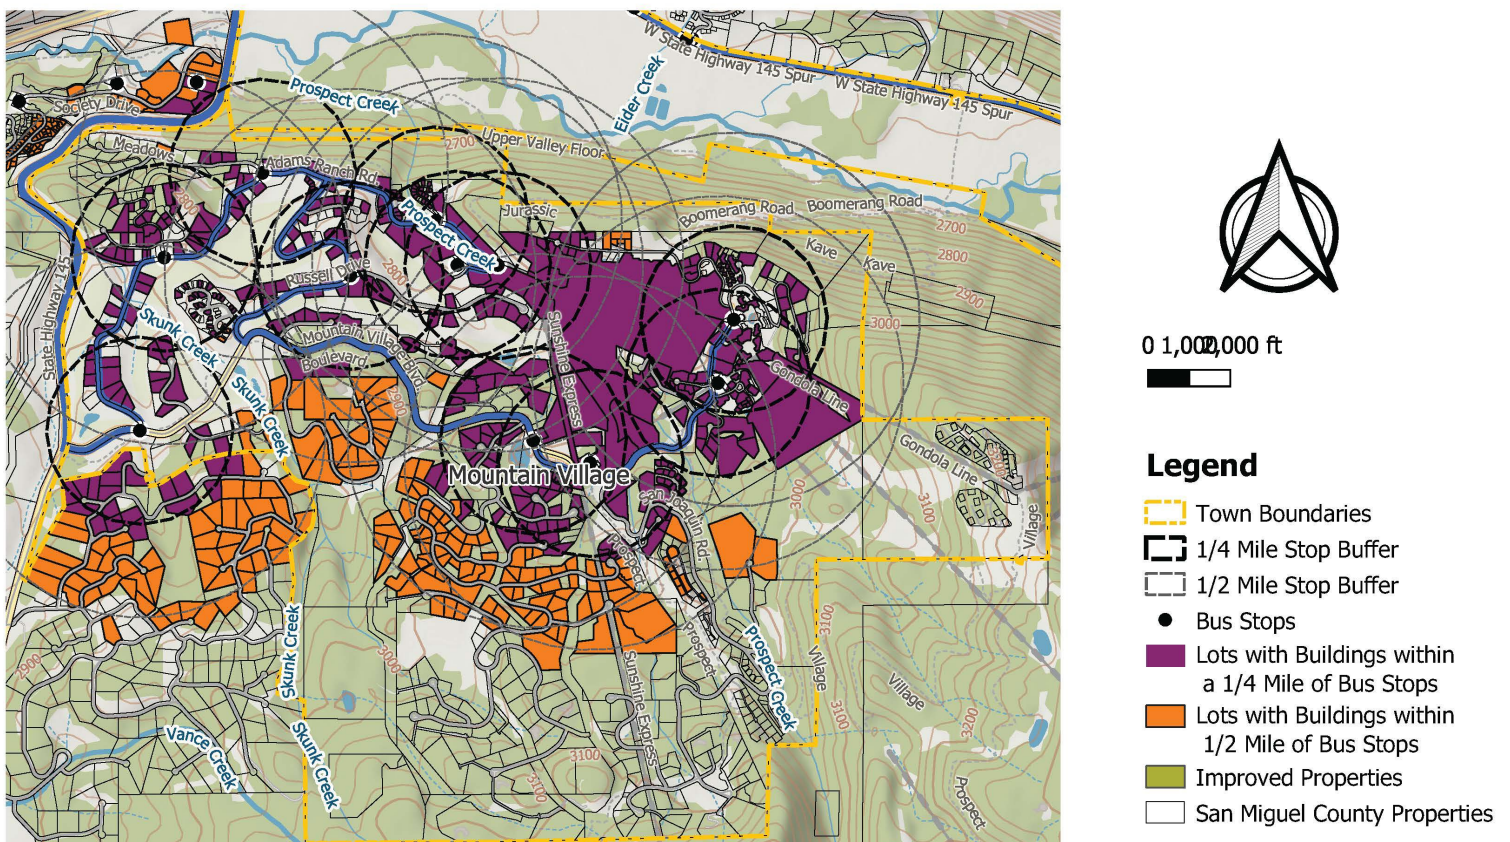 W State Highway 145 Spur
W State Highway 145 Spur
Elder Creek
Prospect Creek
Society Drive
Meadows
Adams Ranch Rd.
2700
Upper Valley Floor
2800
Prospect Creek
Jurassic
Boomerang Road
Boomerang Road
2700
Kave
Kave
2800
2900
3000
State Highway 145
Russell Drive
2800
Skunk Creek
Mountain Village Blvd.
Boulevard
2900
Sunshine Express
Gondola Line
Skunk Creek
Gondola Line
Mountain Village
San Joaquin Rd.
3000
3100
Village
Prospect
Skunk Creek
2900
3000
Prospect
Prospect Creek
3100
Village
Sunshine Express
Village
3100
3200
Vance Creek
Skunk Creek
3100
3100
Prospect
0 1,000 2,000 ft
Legend
Town Boundaries
1/4 Mile Stop Buffer
1/2 Mile Stop Buffer
Bus Stops
Lots with Buildings within
a 1/4 Mile of Bus Stops
Lots with Buildings within
1/2 Mile of Bus Stops
Improved Properties
San Miguel County Properties